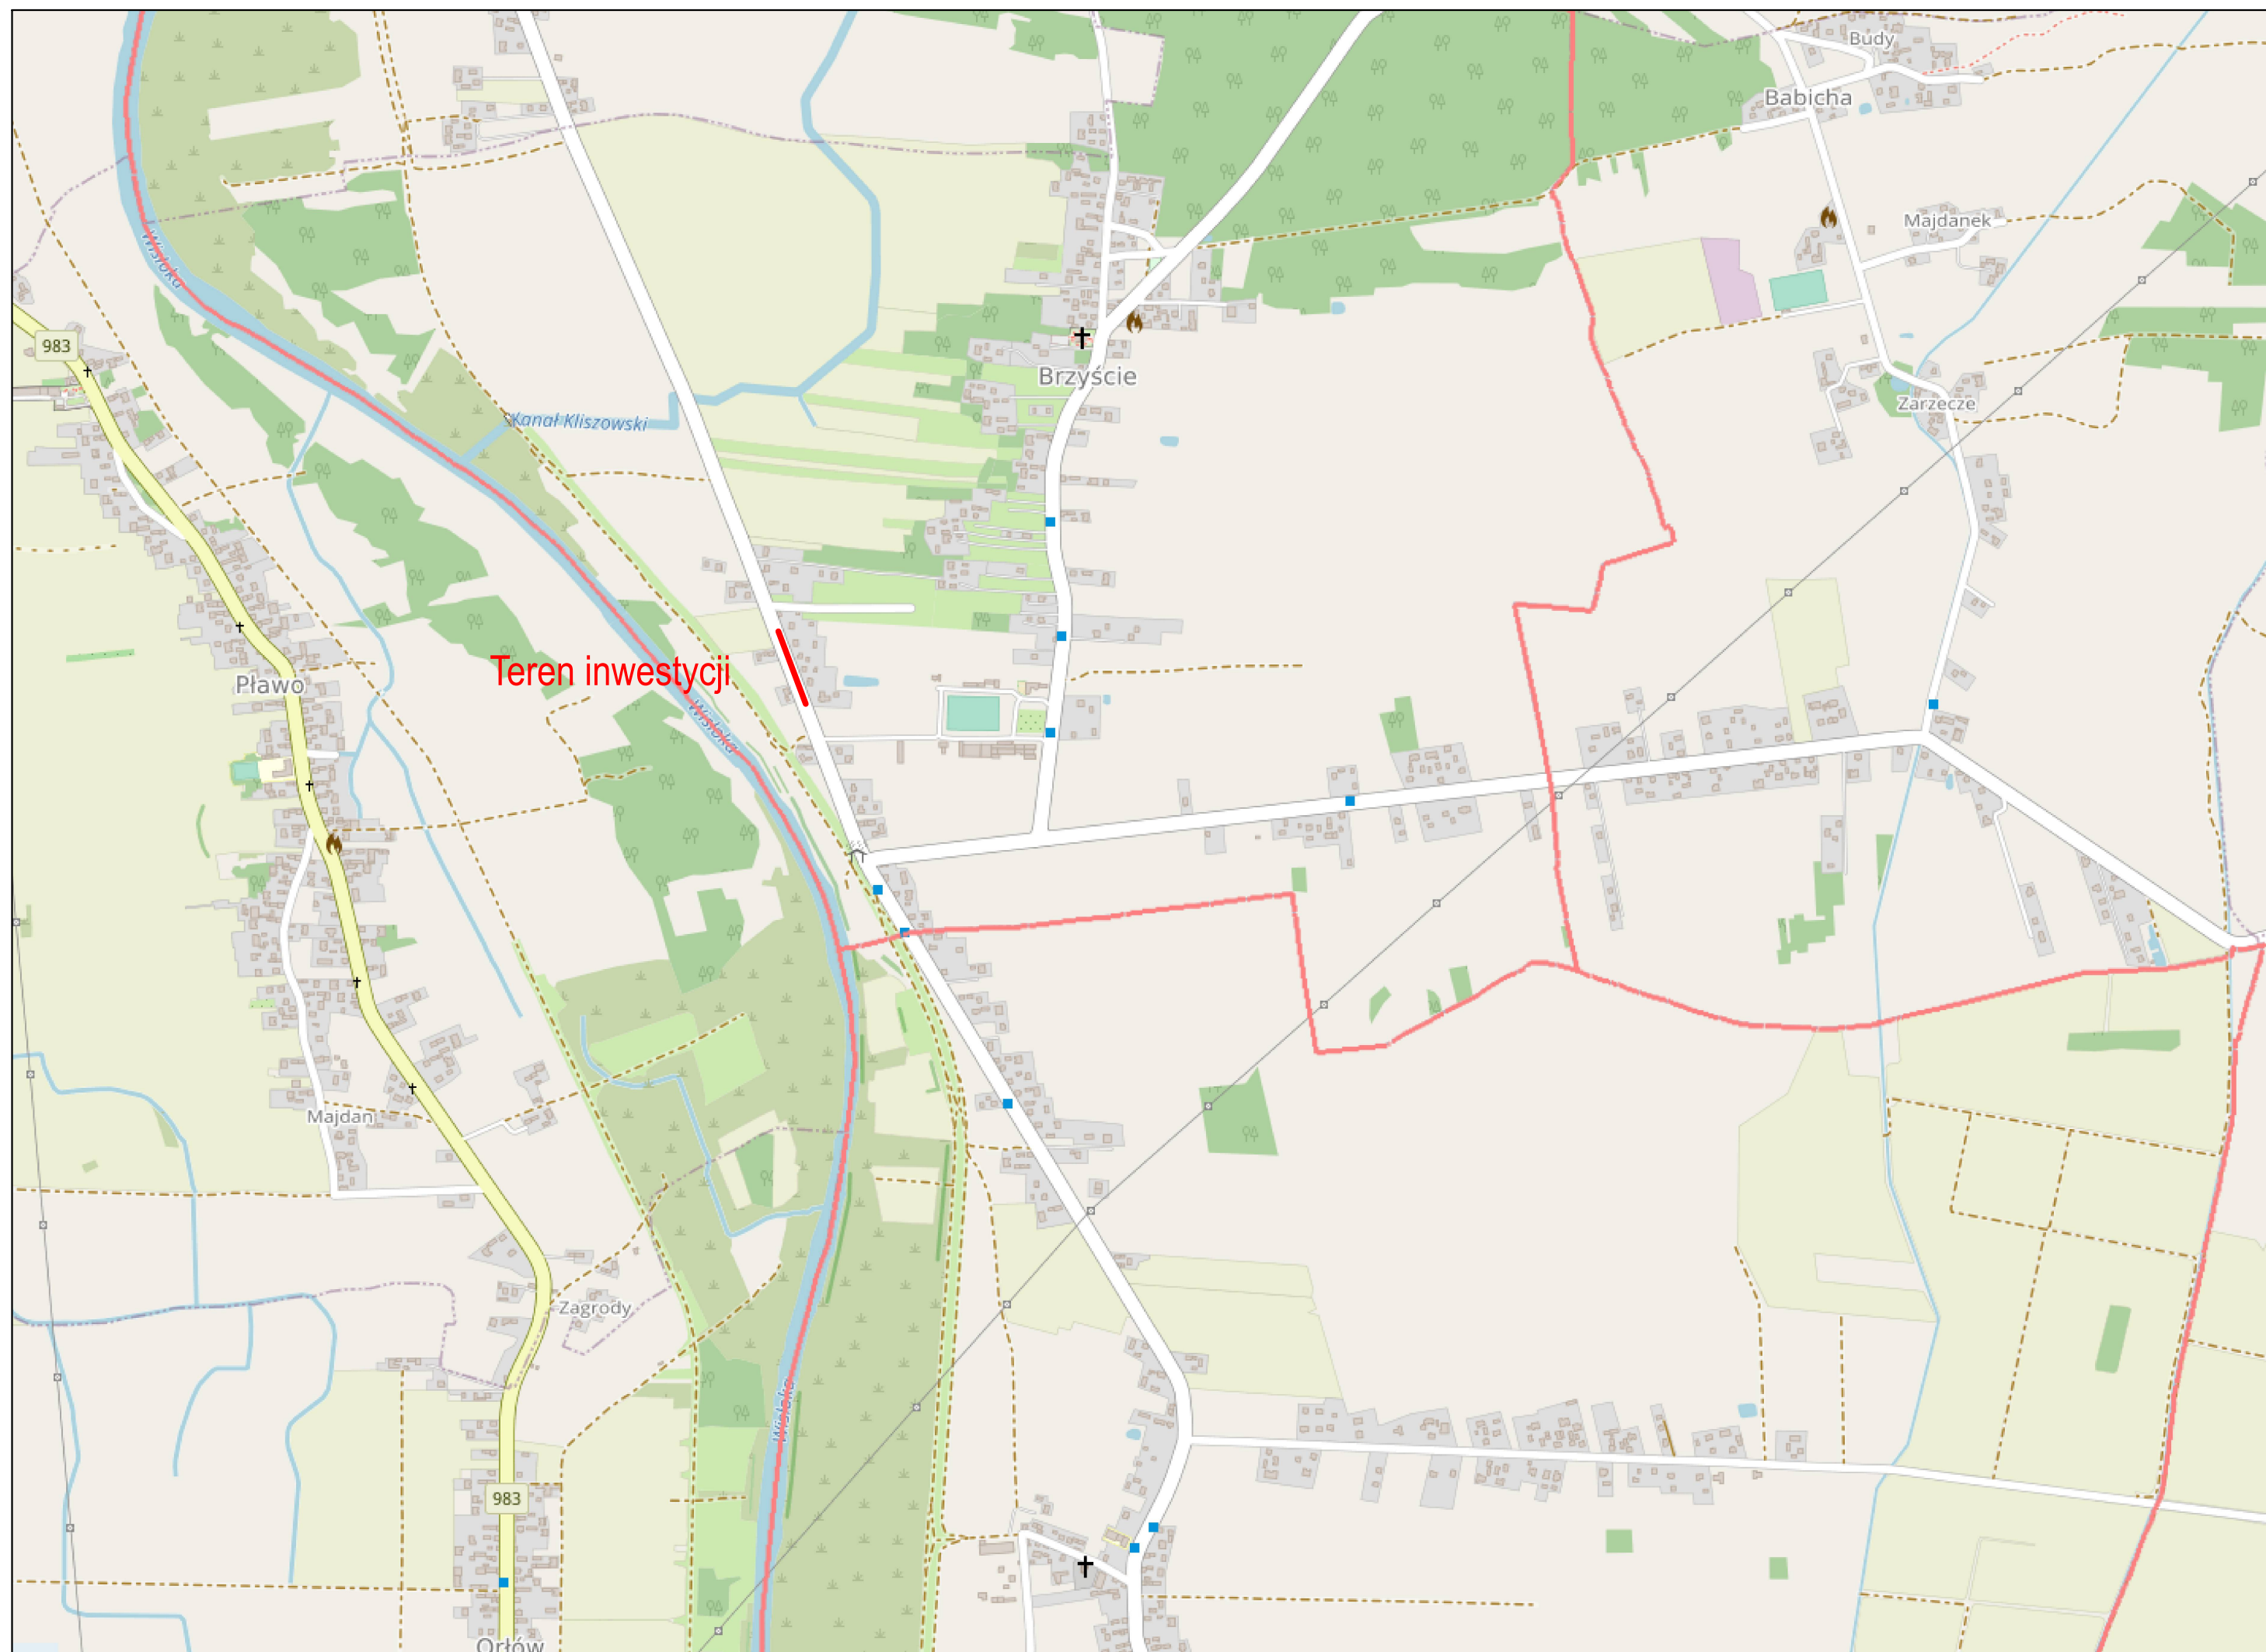 Budy
Babicha
Majdanek
Wisłoka
983
Brzyście
Zarzecze
Kanał Kliszowski
Teren inwestycji
Pławo
Wisłoka
Majdan
Zagrody
Wisłoka
983
Orłów